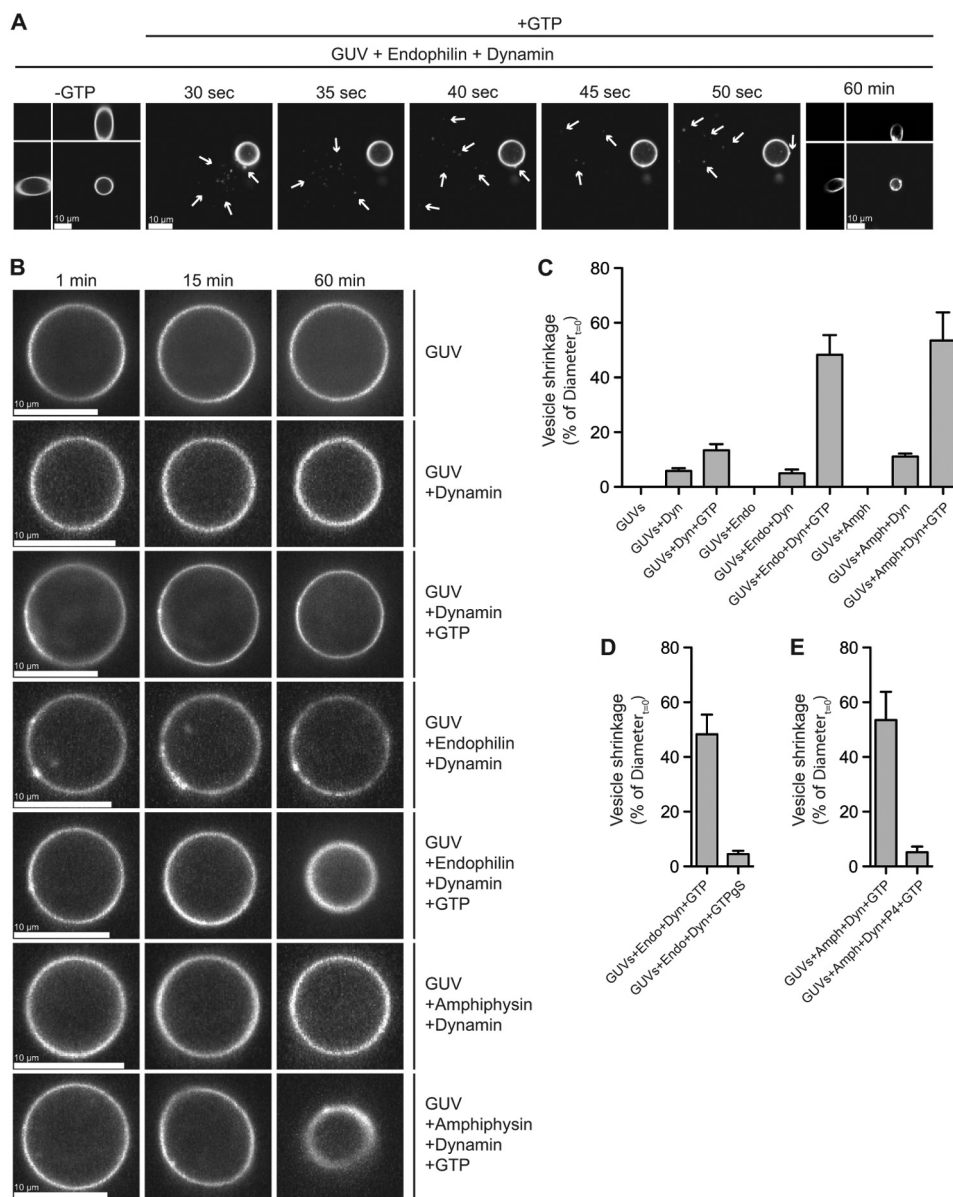 A
+GTP
GUV + Endophilin + Dynamin
-GTP
30 sec
35 sec
40 sec
45 sec
50 sec
60 min
10 µm
10 µm
10 µm
B
1 min
15 min
60 min
10 µm
GUV
10 µm
GUV
+Dynamin
10 µm
GUV
+Dynamin
+GTP
10 µm
GUV
+Endophilin
+Dynamin
10 µm
GUV
+Endophilin
+Dynamin
+GTP
10 µm
GUV
+Amphiphysin
+Dynamin
10 µm
GUV
+Amphiphysin
+Dynamin
+GTP
C
Vesicle shrinkage
(% of Diameter t=0)
80
60
40
20
0
GUVs
GUVs+Dyn
GUVs+Dyn+GTP
GUVs+Endo
GUVs+Endo+Dyn
GUVs+Endo+Dyn+GTP
GUVs+Amph
GUVs+Amph+Dyn
GUVs+Amph+Dyn+GTP
D
Vesicle shrinkage
(% of Diameter t=0)
80
60
40
20
0
GUVs+Endo+Dyn+GTP
GUVs+Endo+Dyn+GTPgS
E
Vesicle shrinkage
(% of Diameter t=0)
80
60
40
20
0
GUVs+Amph+Dyn+GTP
GUVs+Amph+Dyn+P4+GTP